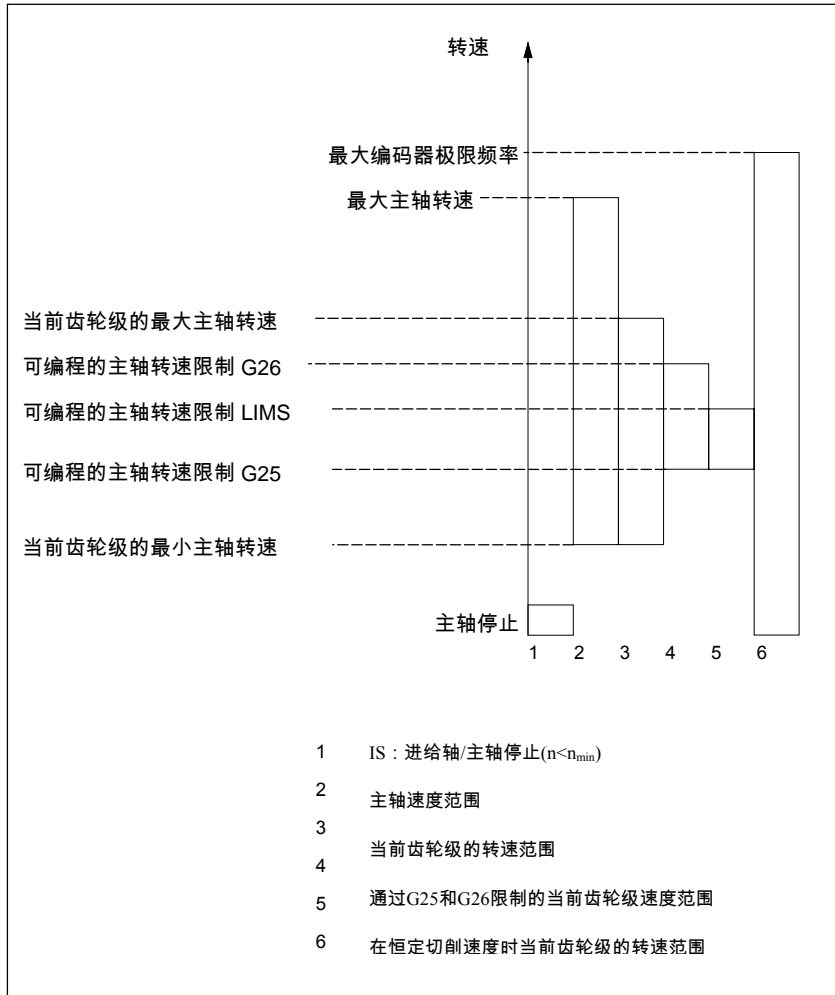 转速
最大编码器极限频率
最大主轴转速
当前齿轮级的最大主轴转速
可编程的主轴转速限制 G26
可编程的主轴转速限制 LIMS
可编程的主轴转速限制 G25
当前齿轮级的最小主轴转速
主轴停止
1 2 3 4 5 6
1 IS：进给轴/主轴停止(n<nmin)
2 主轴速度范围
3
当前齿轮级的转速范围
4
5 通过G25和G26限制的当前齿轮级速度范围
6 在恒定切削速度时当前齿轮级的转速范围